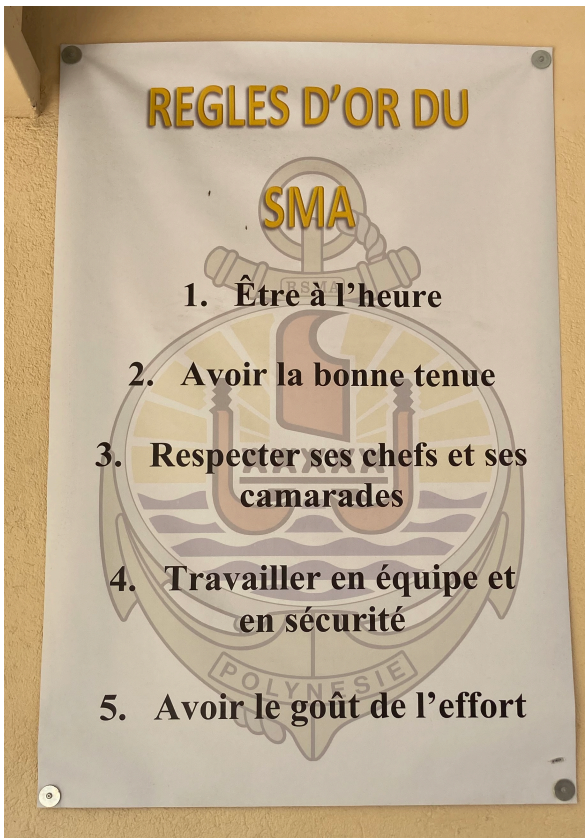 REGLES D'OR DU
SMA
RSMA
1. Être à l'heure
2. Avoir la bonne tenue
3. Respecter ses chefs et ses
camarades
4. Travailler en équipe et
en sécurité
POLYNESIE
5. Avoir le goût de l'effort